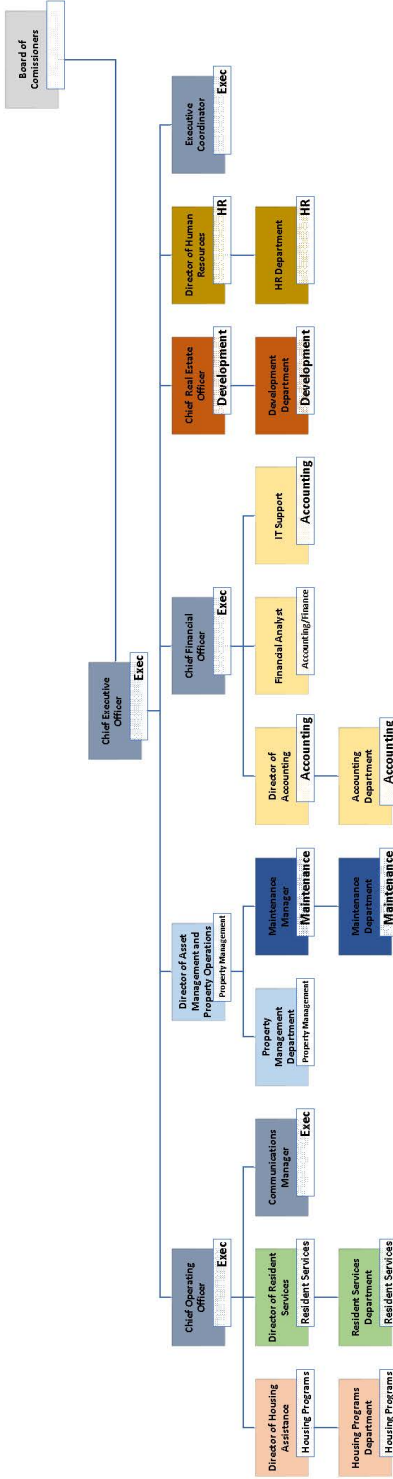 Board of
Comissioners
Chief Executive
Officer
Exec
Chief Operating
Officer
Exec
Director of Asset
Management and
Property Operations
Property Management
Chief Financial
Officer
Exec
Chief Real Estate
Officer
Development
Director of Human
Resources
HR
Executive
Coordinator
Exec
Director of Housing
Assistance
Housing Programs
Director of Resident
Services
Resident Services
Communications
Manager
Exec
Property
Management
Department
Property Management
Maintenance
Manager
Maintenance
Director of
Accounting
Accounting
Financial Analyst
Accounting/Finance
IT Support
Accounting
Development
Department
Development
HR Department
HR
Housing Programs
Department
Housing Programs
Resident Services
Department
Resident Services
Maintenance
Department
Maintenance
Accounting
Department
Accounting